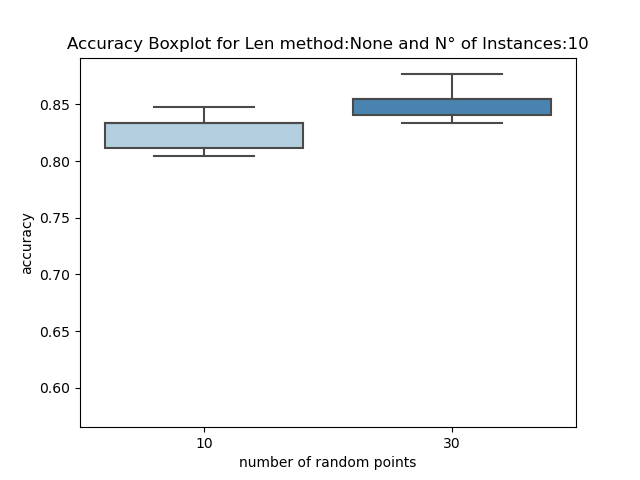 Accuracy Boxplot for Len method:None and N° of Instances:10
0.85
0.80
0.75
0.70
0.65
0.60
accuracy
10 30
number of random points